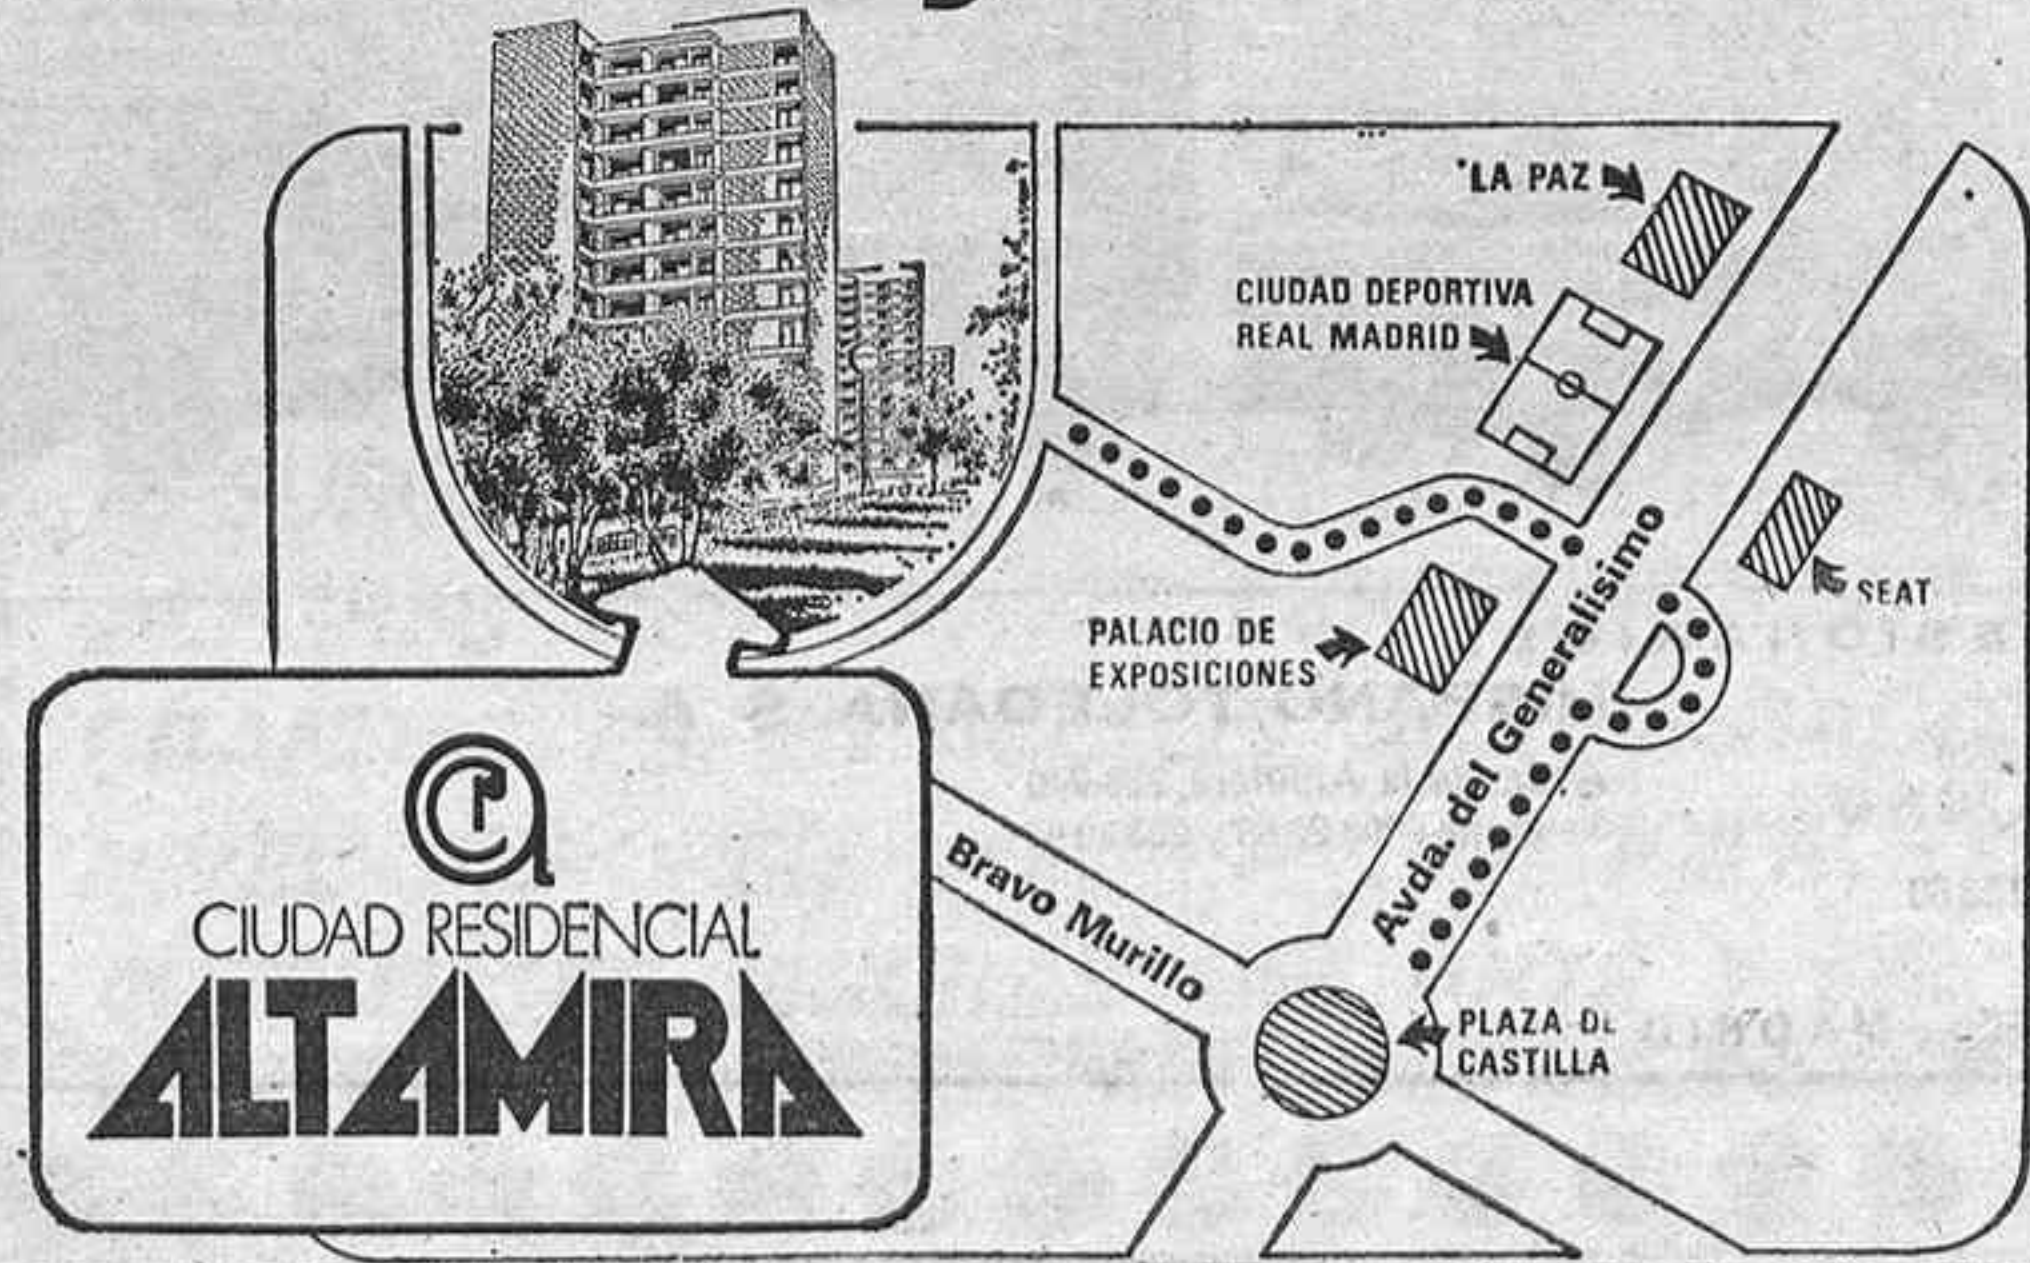 LA PAZ
CIUDAD DEPORTIVA
REAL MADRID
SEAT
PALACIO DE
EXPOSICIONES
Avda. del Generalisimo
Bravo Murillo
PLAZA DE
CASTILLA
CIUDAD RESIDENCIAL
ALTAMIRA